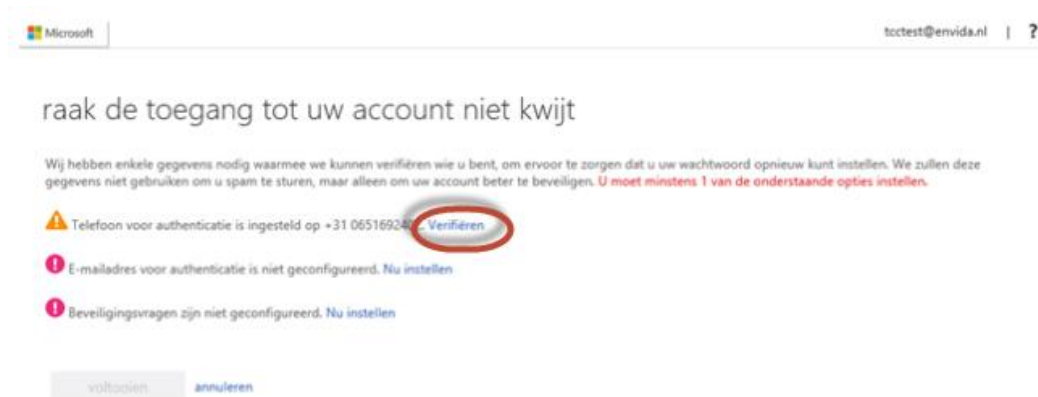 Microsoft
tcctest@envida.nl | ?
raak de toegang tot uw account niet kwijt
Wij hebben enkele gegevens nodig waarmee we kunnen verifiëren wie u bent, om ervoor te zorgen dat u uw wachtwoord opnieuw kunt instellen. We zullen deze
gegevens niet gebruiken om u spam te sturen, maar alleen om uw account beter te beveiligen. U moet minstens 1 van de onderstaande opties instellen.
Telefoon voor authenticatie is ingesteld op +31 Verifiëren
E-mailadres voor authenticatie is niet geconfigureerd. Nu instellen
Beveiligingsvragen zijn niet geconfigureerd. Nu instellen
voltooien annuleren